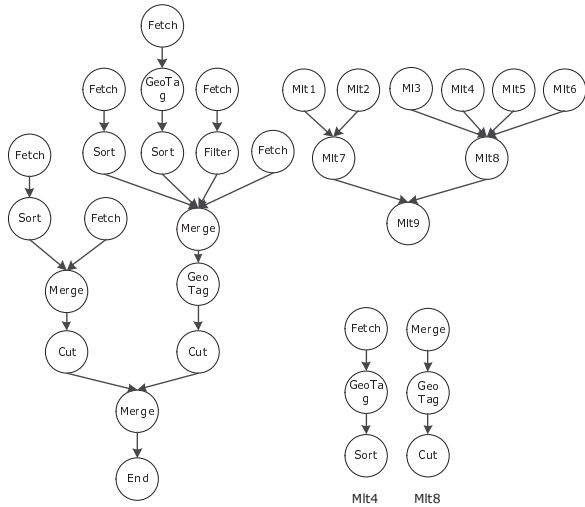 Fetch
Fetch
GeoTa
g
Fetch
Sort
Sort
Filter
Fetch
Fetch
Sort
Fetch
Merge
Geo
Tag
Merge
Cut
Cut
Merge
End
Mlt1
Mlt2
Ml3
Mlt4
Mlt5
Mlt6
Mlt7
Mlt8
Mlt9
Fetch
GeoTa
g
Sort
Mlt4
Merge
Geo
Tag
Cut
Mlt8